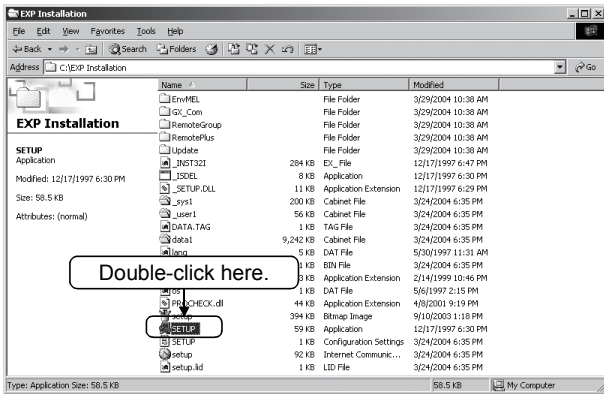 EXP Installation
File Edit View Favorites Tools Help
Back Search Folders
Address C:\EXP Installation Go
Name Size Type Modified
EnvMEL File Folder 3/29/2004 10:38 AM
GX_Com File Folder 3/29/2004 10:38 AM
RemoteGroup File Folder 3/29/2004 10:38 AM
RemotePlus File Folder 3/29/2004 10:38 AM
Update File Folder 3/29/2004 10:38 AM
_INST32I 284 KB EX_ File 12/17/1997 6:47 PM
_ISDEL 8 KB Application 12/17/1997 6:30 PM
_SETUP.DLL 11 KB Application Extension 12/17/1997 6:29 PM
_sys1 200 KB Cabinet File 3/24/2004 6:35 PM
_user1 56 KB Cabinet File 3/24/2004 6:35 PM
DATA.TAG 1 KB TAG File 3/24/2004 6:35 PM
data1 9,242 KB Cabinet File 3/24/2004 6:35 PM
lang 5 KB DAT File 5/30/1997 11:31 AM
1 KB BIN File 3/24/2004 6:35 PM
3 KB Application Extension 2/14/1999 10:46 PM
os 1 KB DAT File 5/6/1997 2:15 PM
PROCHECK.dll 44 KB Application Extension 4/8/2001 9:19 PM
setup 394 KB Bitmap Image 9/10/2003 1:18 PM
SETUP 59 KB Application 12/17/1997 6:30 PM
SETUP 1 KB Configuration Settings 3/24/2004 6:35 PM
setup 92 KB Internet Communic... 3/24/2004 6:35 PM
setup.lid 1 KB LID File 3/24/2004 6:35 PM
EXP Installation
SETUP
Application
Modified: 12/17/1997 6:30 PM
Size: 58.5 KB
Attributes: (normal)
Double-click here.
Type: Application Size: 58.5 KB 58.5 KB My Computer